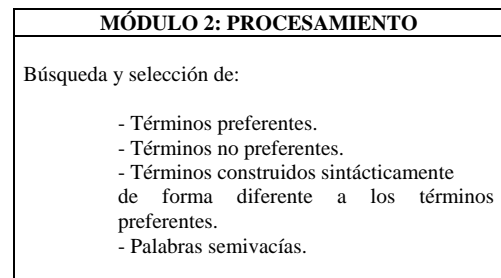 MÓDULO 2: PROCESAMIENTO
Búsqueda y selección de:
- Términos preferentes.
- Términos no preferentes.
- Términos construidos sintácticamente
de forma diferente a los términos
preferentes.
- Palabras semivacías.